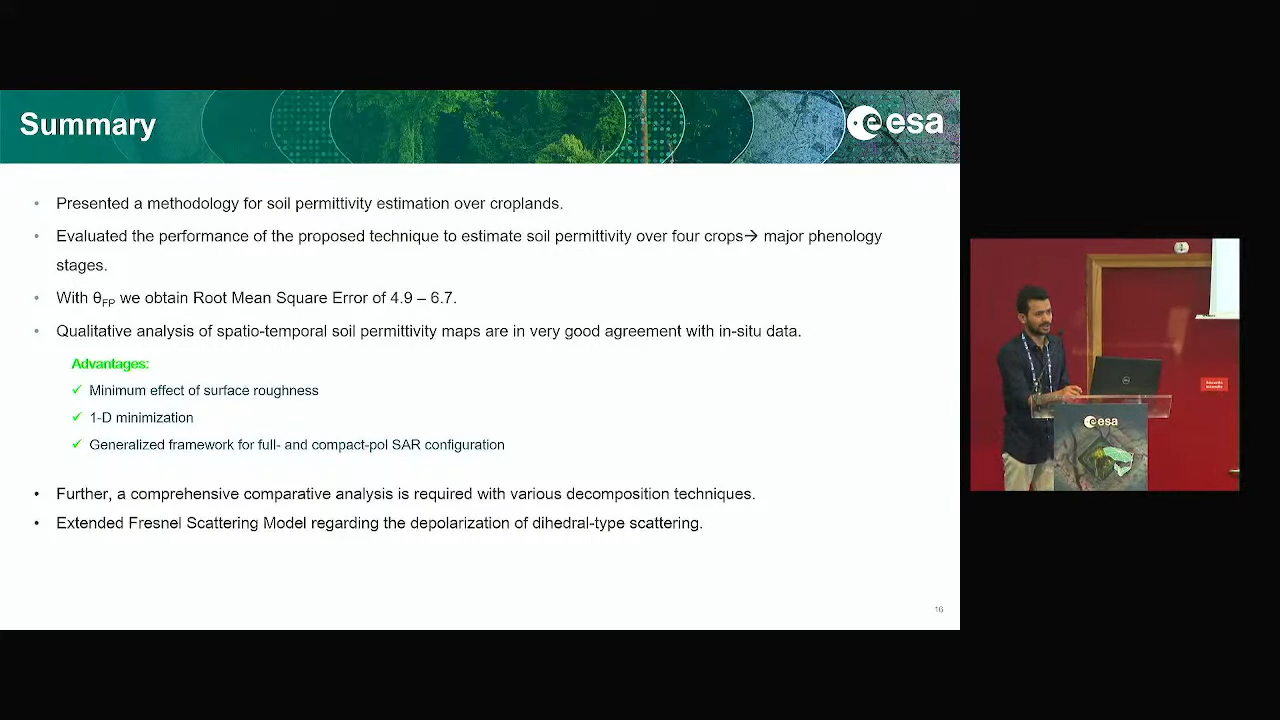 Summary
esa
• Presented a methodology for soil permittivity estimation over croplands.
• Evaluated the performance of the proposed technique to estimate soil permittivity over four crops→ major phenology
stages.
• With θFP we obtain Root Mean Square Error of 4.9 – 6.7.
• Qualitative analysis of spatio-temporal soil permittivity maps are in very good agreement with in-situ data.
Advantages:
✓ Minimum effect of surface roughness
✓ 1-D minimization
✓ Generalized framework for full- and compact-pol SAR configuration
• Further, a comprehensive comparative analysis is required with various decomposition techniques.
• Extended Fresnel Scattering Model regarding the depolarization of dihedral-type scattering.
16
esa